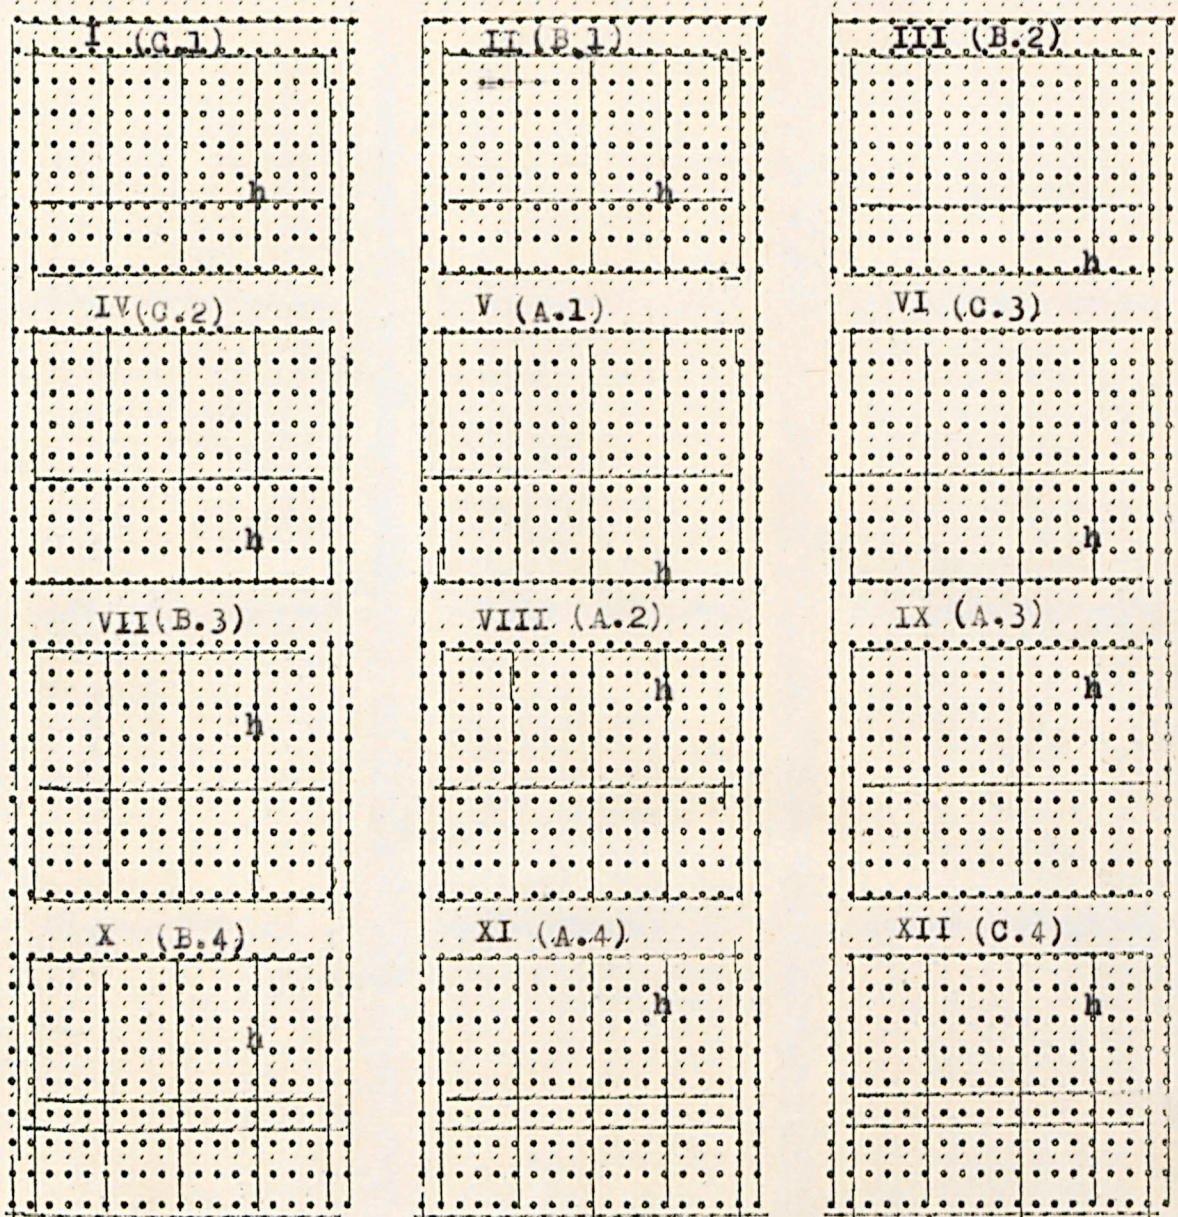 I (C.1) II (B.1) III (B.2)
h h
h
IV (C.2) V (A.1) VI (C.3)
h h
h
VII (B.3) VIII (A.2) IX (A.3)
h h
h
X (B.4) XI (A.4) XII (C.4)
h h
h